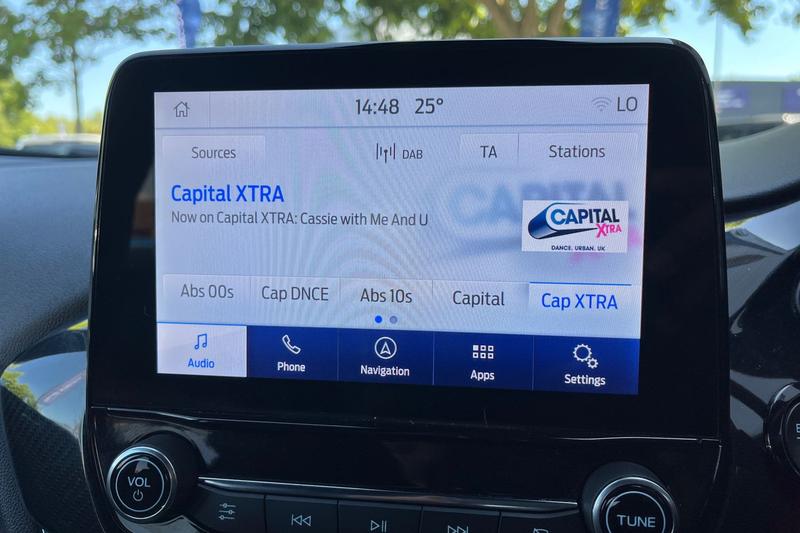 14:48 25° LO
Sources DAB TA Stations
Capital XTRA
Now on Capital XTRA: Cassie with Me And U
CAPITAL
XTRA
DANCE. URBAN. UK
Abs 00s Cap DNCE Abs 10s Capital Cap XTRA
Audio Phone Navigation Apps Settings
VOL
TUNE